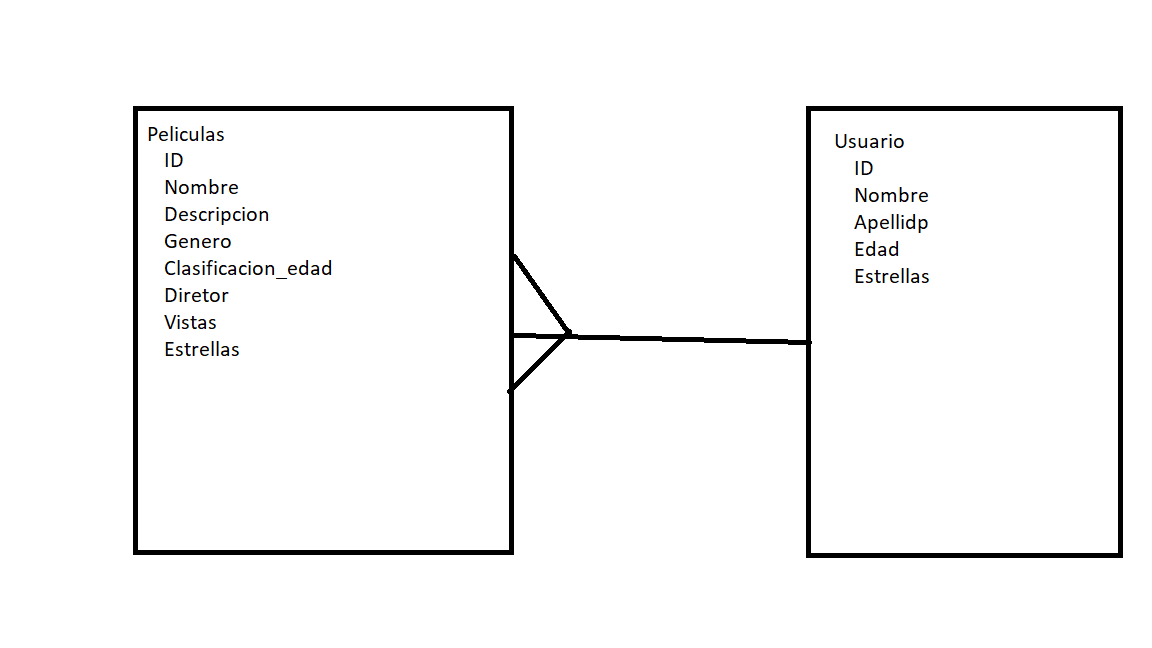 Peliculas
ID
Nombre
Descripcion
Genero
Clasificacion_edad
Diretor
Vistas
Estrellas
Usuario
ID
Nombre
Apellidp
Edad
Estrellas